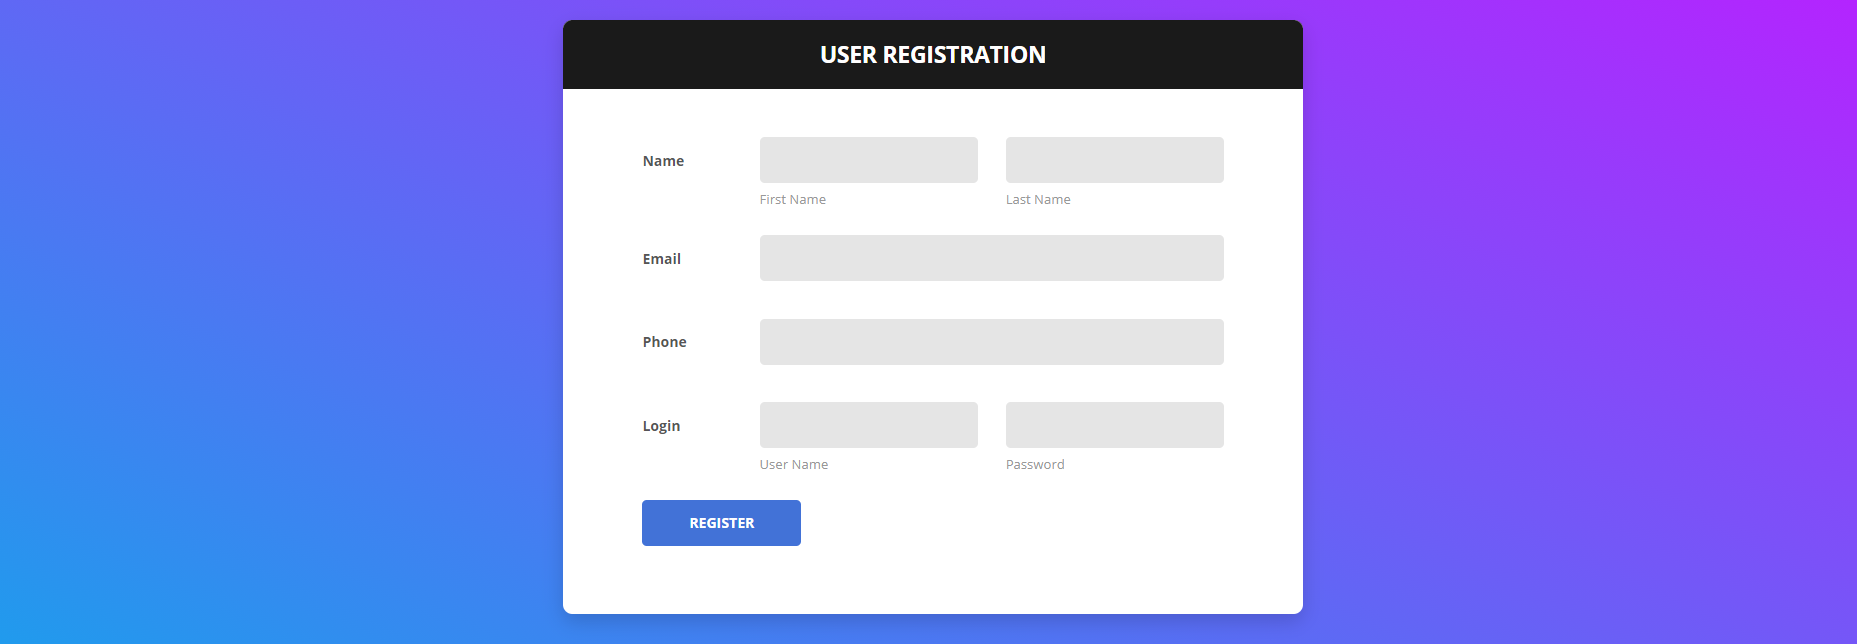 USER REGISTRATION
Name
First Name
Last Name
Email
Phone
Login
User Name
Password
REGISTER